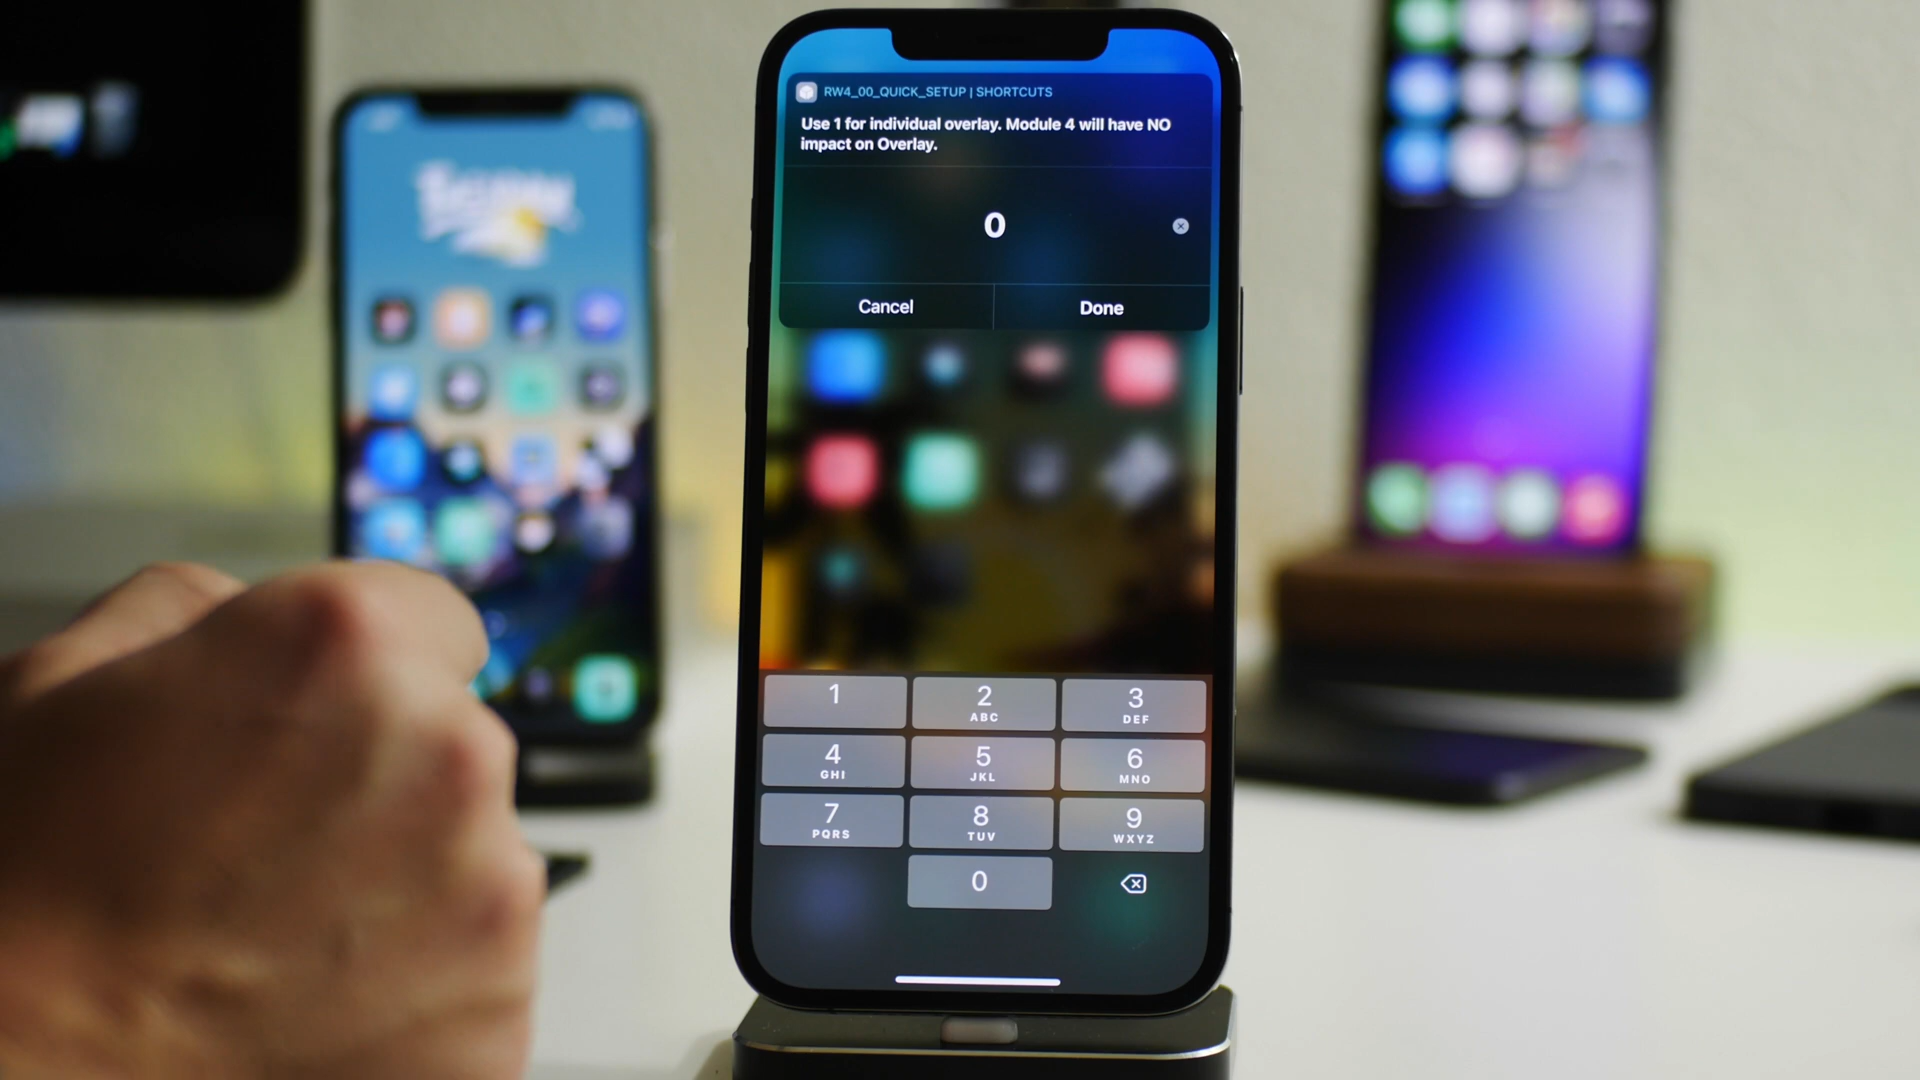 RW4_00_QUICK_SETUP | SHORTCUTS
Use 1 for individual overlay. Module 4 will have NO
impact on Overlay.
0
Cancel
Done
1
2
ABC
3
DEF
4
GHI
5
JKL
6
MNO
7
PQRS
8
TUV
9
WXYZ
0